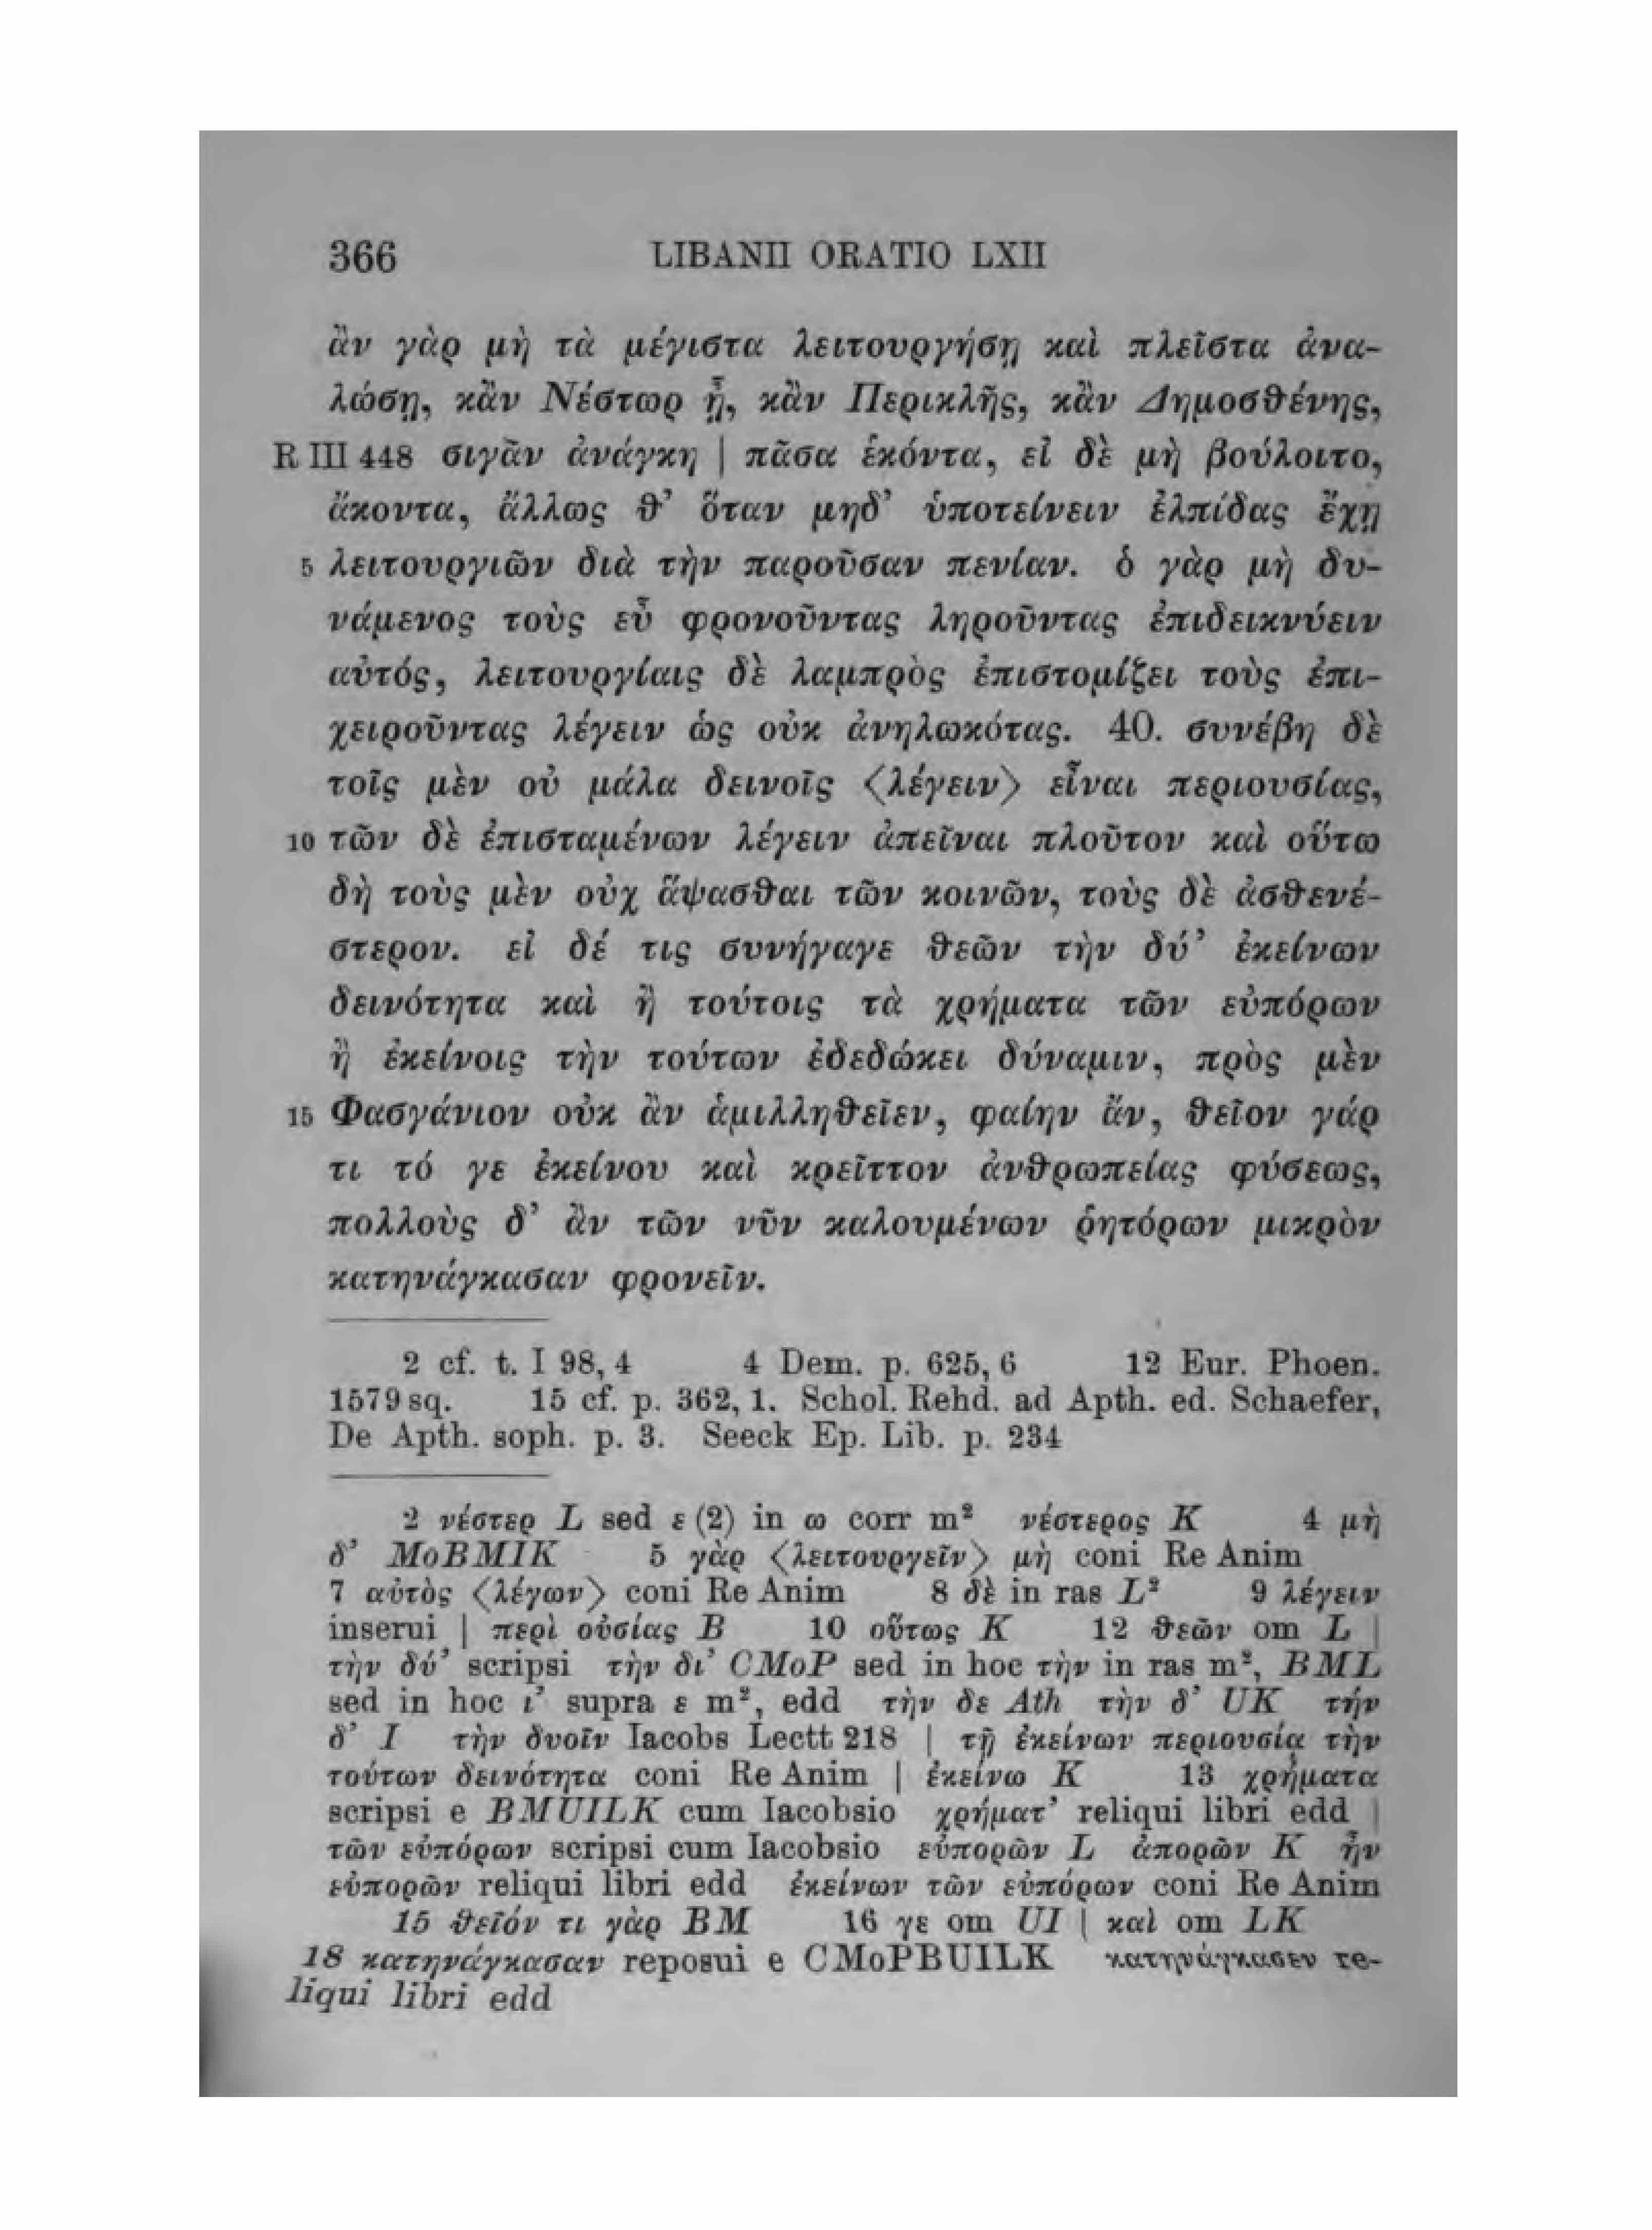 366 LIBANII ORATIO LXII
ἂν γὰρ μὴ τὰ μέγιστα λειτουργήσῃ καὶ πλεῖστα ἀνα-
λώσῃ, κἂν Νέστωρ ᾖ, κἂν Περικλῆς, κἂν Δημοσθένης,
R III 448 σιγᾶν ἀνάγκη | πᾶσα ἑκόντα, εἰ δὲ μὴ βούλοιτο,
ἄκοντα, ἄλλως θ’ ὅταν μηδ’ ὑποτείνειν ἐλπίδας ἔχῃ
5 λειτουργιῶν διὰ τὴν παροῦσαν πενίαν. ὁ γὰρ μὴ δυ-
νάμενος τοὺς εὖ φρονοῦντας ληροῦντας ἐπιδεικνύειν
αὐτός, λειτουργίαις δὲ λαμπρὸς ἐπιστομίζει τοὺς ἐπι-
χειροῦντας λέγειν ὡς οὐκ ἀνηλωκότας. 40. συνέβη δὲ
τοῖς μὲν οὐ μάλα δεινοῖς 〈λέγειν〉 εἶναι περιουσίας,
10 τῶν δὲ ἐπισταμένων λέγειν ἀπεῖναι πλοῦτον καὶ οὕτω
δὴ τοὺς μὲν οὐχ ἅψασθαι τῶν κοινῶν, τοὺς δὲ ἀσθενέ-
στερον. εἰ δέ τις συνήγαγε θεῶν τὴν δύ’ ἐκείνων
δεινότητα καὶ ἢ τούτοις τὰ χρήματα τῶν εὐπόρων
ἢ ἐκείνοις τὴν τούτων ἐδεδώκει δύναμιν, πρὸς μὲν
15 Φασγάνιον οὐκ ἂν ἁμιλληθεῖεν, φαίην ἄν, θεῖον γάρ
τι τό γε ἐκείνου καὶ κρεῖττον ἀνθρωπείας φύσεως,
πολλοὺς δ’ ἂν τῶν νῦν καλουμένων ῥητόρων μικρὸν
κατηνάγκασαν φρονεῖν.
2 cf. t. I 98, 4 4 Dem. p. 625, 6 12 Eur. Phoen.
1579 sq. 15 cf. p. 362, 1. Schol. Rehd. ad Apth. ed. Schaefer,
De Apth. soph. p. 3. Seeck Ep. Lib. p. 234
2 νέστερ L sed ε (2) in ω corr m² νέστερος K 4 μὴ
δ’ MoBMIK 5 γὰρ 〈λειτουργεῖν〉 μὴ coni Re Anim
7 αὐτὸς 〈λέγων〉 coni Re Anim 8 δὲ in ras L² 9 λέγειν
inserui | περὶ οὐσίας B 10 οὕτως K 12 θεῶν om L |
τὴν δύ’ scripsi τὴν δι’ CMoP sed in hoc τὴν in ras m², BML
sed in hoc ι’ supra ε m², edd τὴν δε Ath τὴν δ’ UK τήν
δ’ I τὴν δυοῖν Iacobs Lectt 218 | τῇ ἐκείνων περιουσίᾳ τὴν
τούτων δεινότητα coni Re Anim | ἐκείνω K 13 χρήματα
scripsi e BMUILK cum Iacobsio χρήματ’ reliqui libri edd |
τῶν εὐπόρων scripsi cum Iacobsio εὐπορῶν L ἀπορῶν K ἦν
εὐπορῶν reliqui libri edd ἐκείνων τῶν εὐπόρων coni Re Anim
15 θεῖόν τι γὰρ BM 16 γε om UI | καὶ om LK
18 κατηνάγκασαν reposui e CMoPBUILK κατηνάγκασεν re-
liqui libri edd